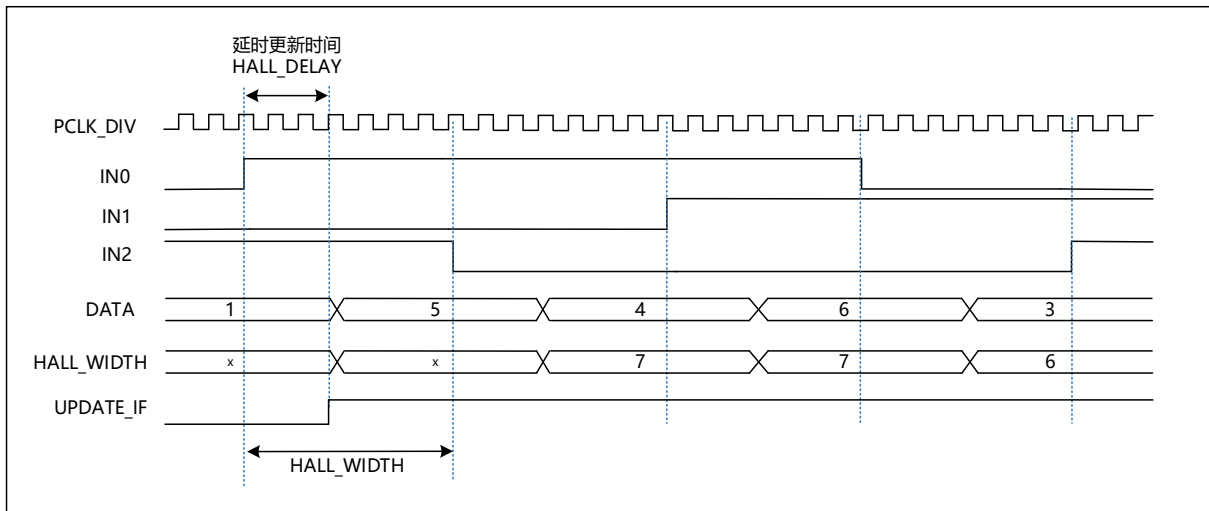 延时更新时间
HALL_DELAY
PCLK_DIV
IN0
IN1
IN2
DATA 1 5 4 6 3
HALL_WIDTH x x 7 7 6
UPDATE_IF
HALL_WIDTH